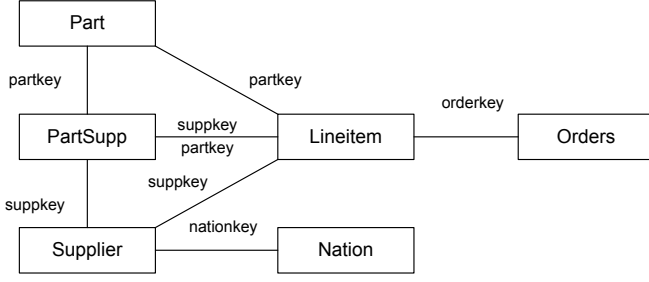 Part
partkey
partkey
orderkey
PartSupp
suppkey
partkey
Lineitem
Orders
suppkey
suppkey
nationkey
Supplier
Nation